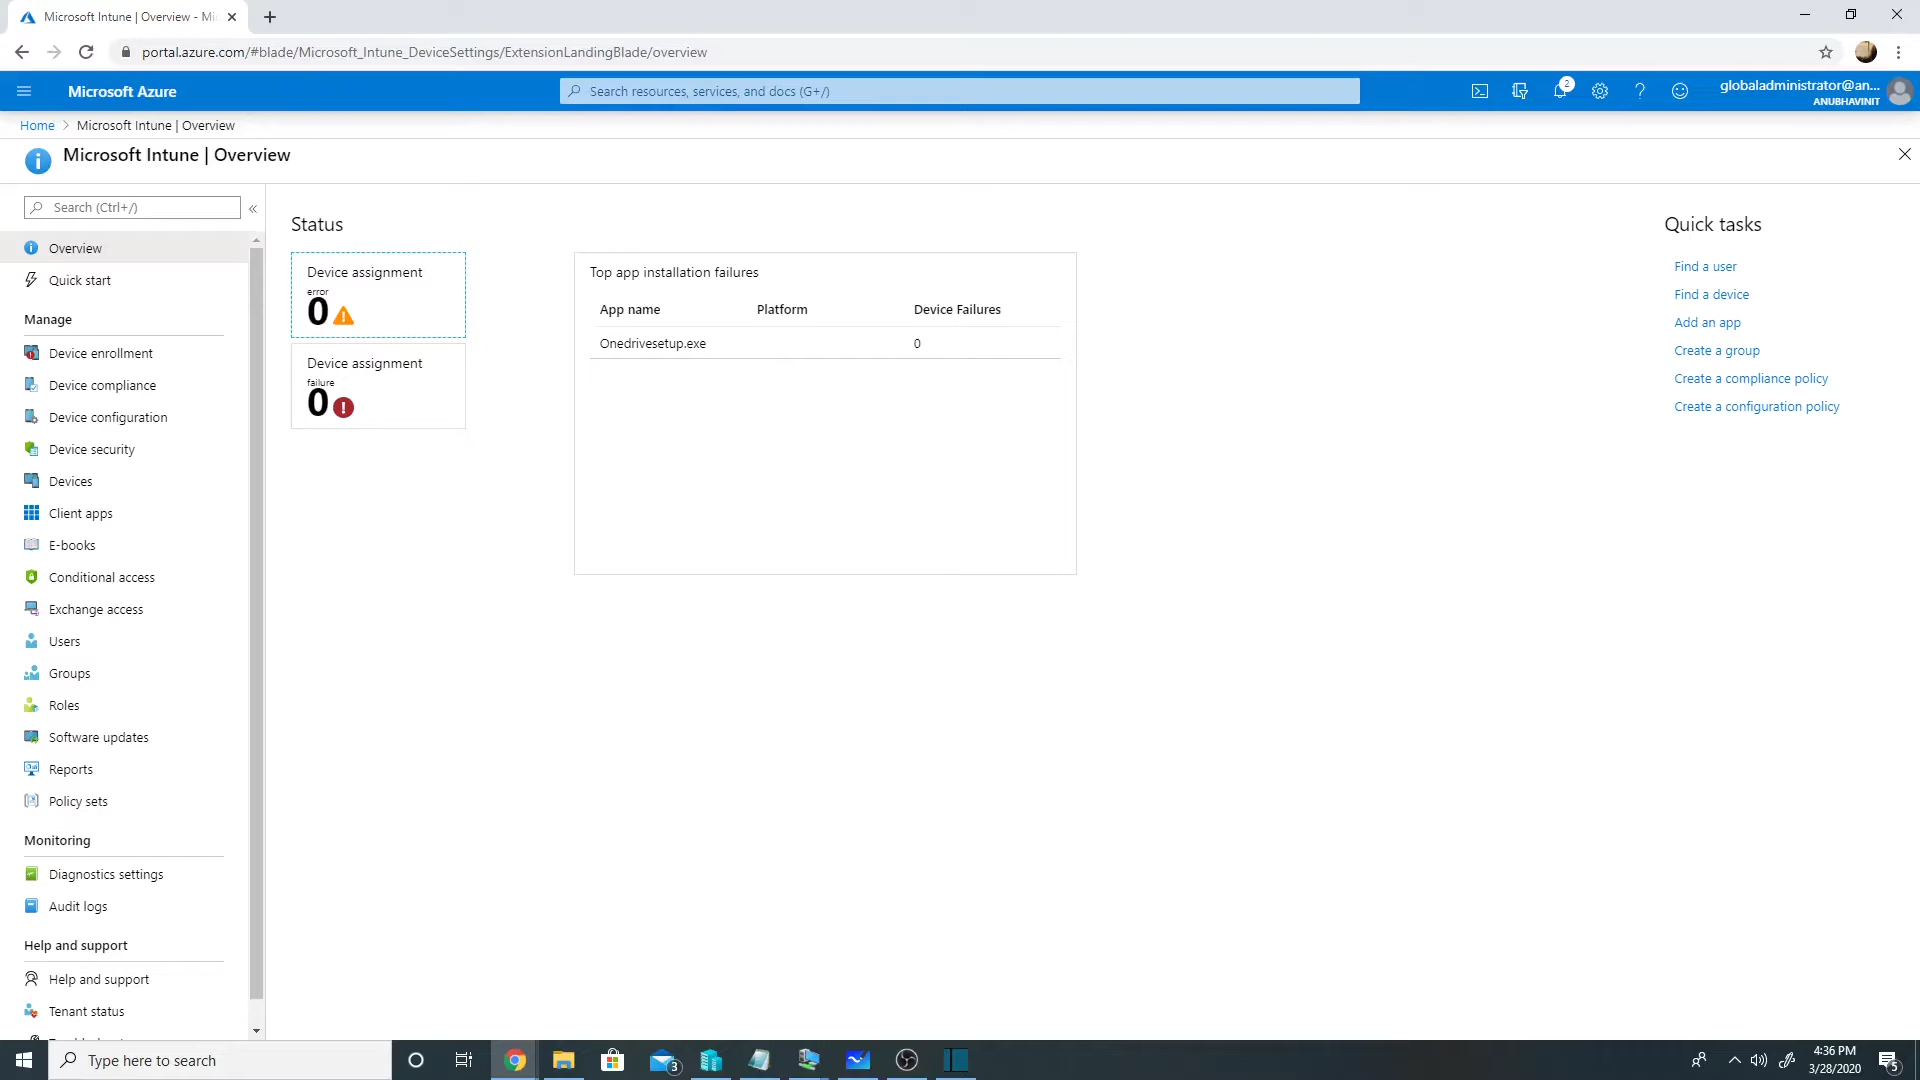 Microsoft Intune | Overview - Mi
portal.azure.com/#blade/Microsoft_Intune_DeviceSettings/ExtensionLandingBlade/overview
Microsoft Azure
Search resources, services, and docs (G+/)
2
globaladministrator@an...
ANUBHAVINIT
Home > Microsoft Intune | Overview
Microsoft Intune | Overview
Search (Ctrl+/)
«
Overview
Quick start
Manage
Device enrollment
Device compliance
Device configuration
Device security
Devices
Client apps
E-books
Conditional access
Exchange access
Users
Groups
Roles
Software updates
Reports
Policy sets
Monitoring
Diagnostics settings
Audit logs
Help and support
Help and support
Tenant status
Status
Device assignment
error
0
Device assignment
failure
0
Top app installation failures
App name Platform Device Failures
Onedrivesetup.exe 0
Quick tasks
Find a user
Find a device
Add an app
Create a group
Create a compliance policy
Create a configuration policy
Type here to search
3
4:36 PM
3/28/2020
5